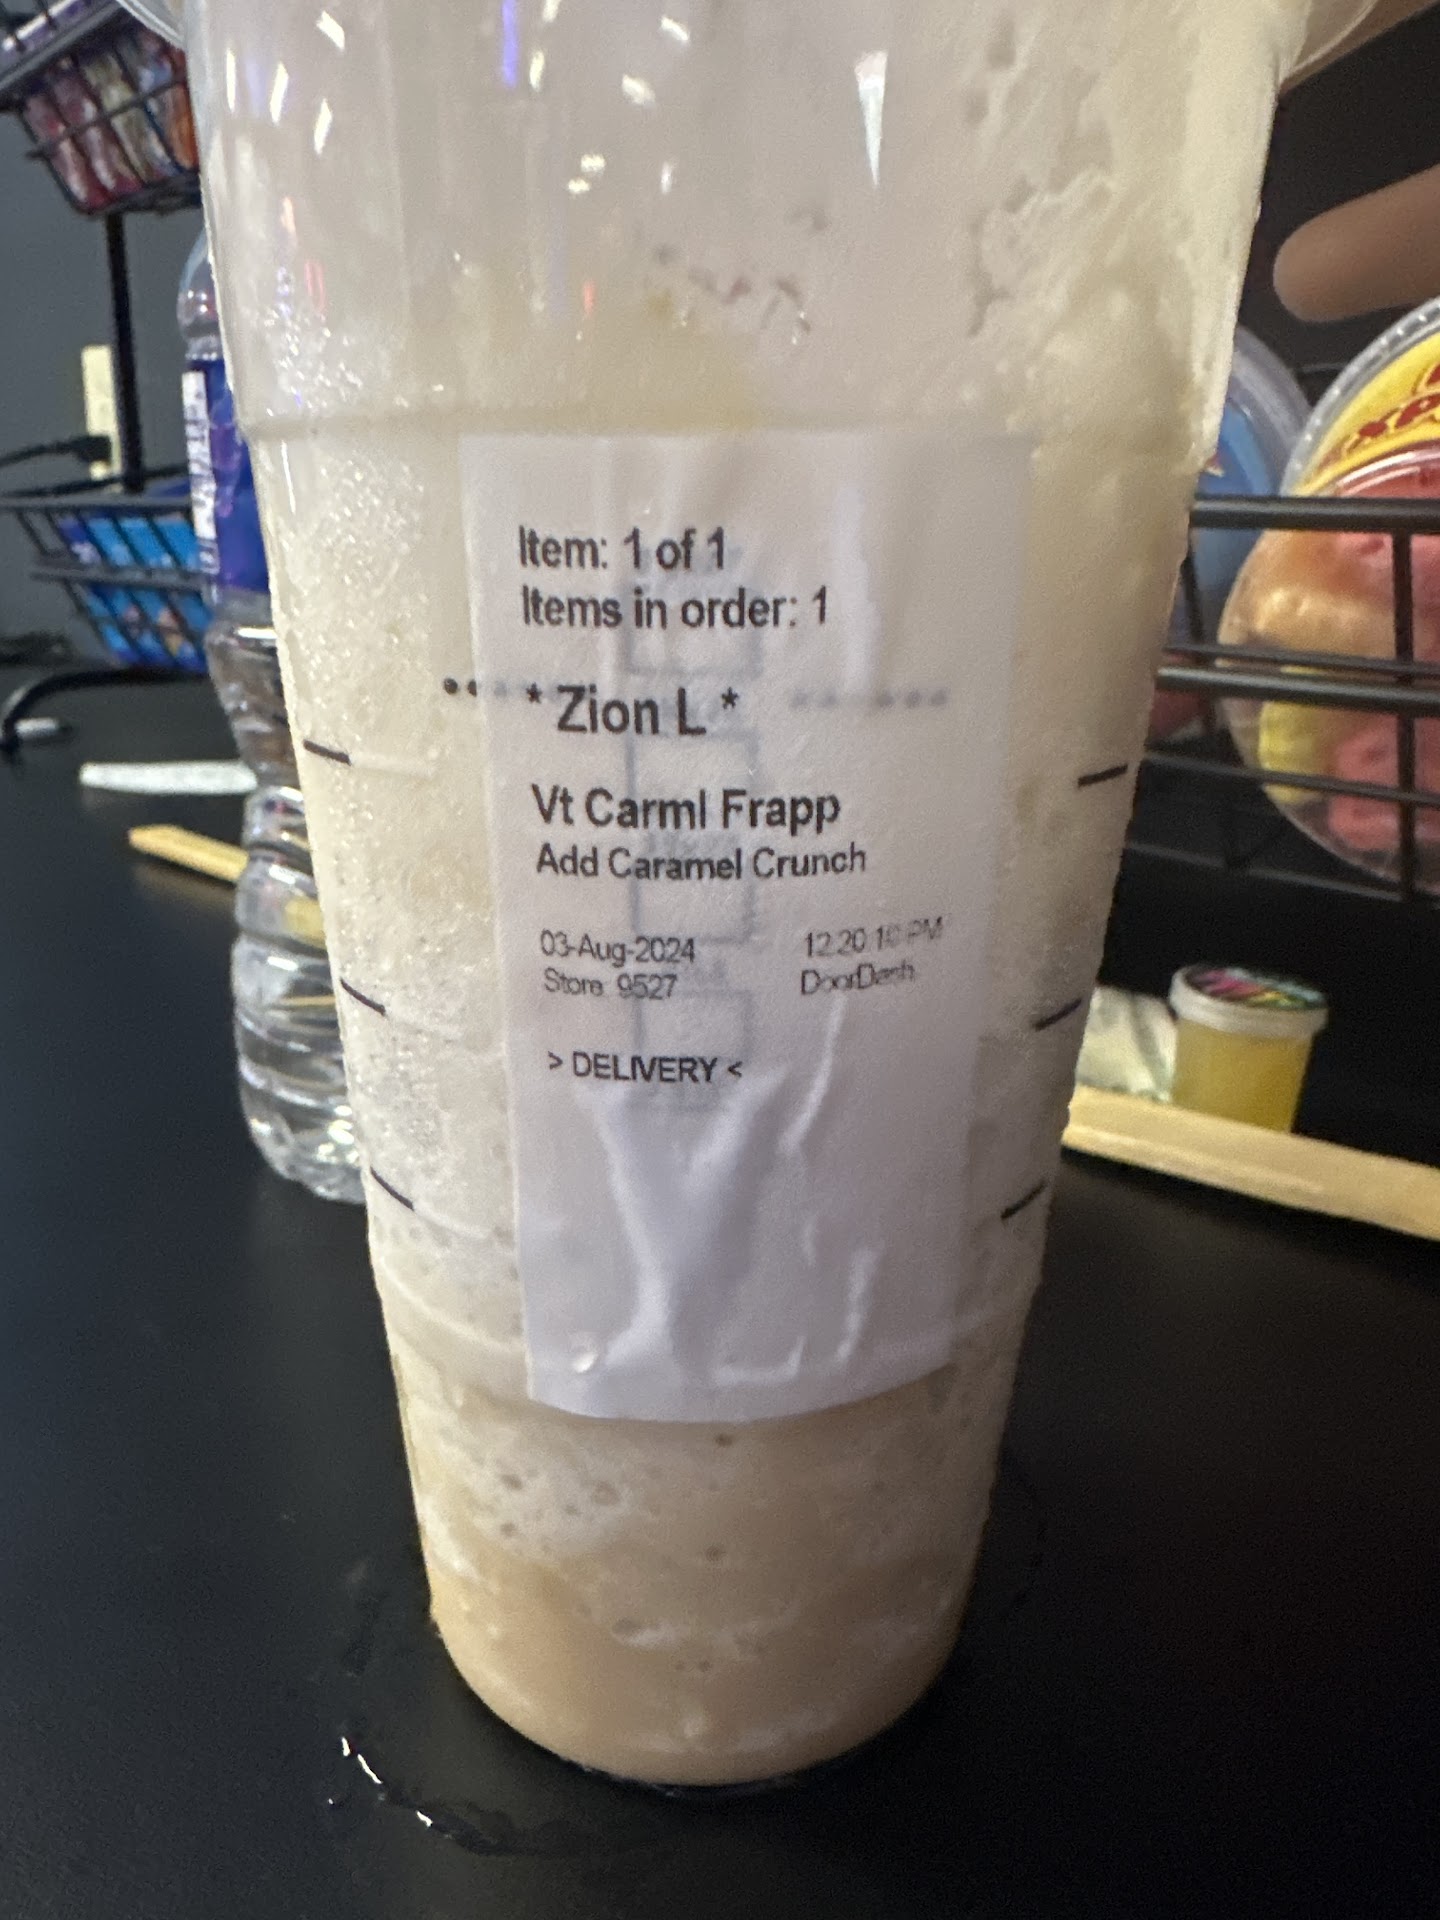 Item: 1 of 1
Items in order: 1
* Zion L *
Vt Carml Frapp
Add Caramel Crunch
03-Aug-2024 12:20:10 PM
Store 9527 DoorDash
> DELIVERY <